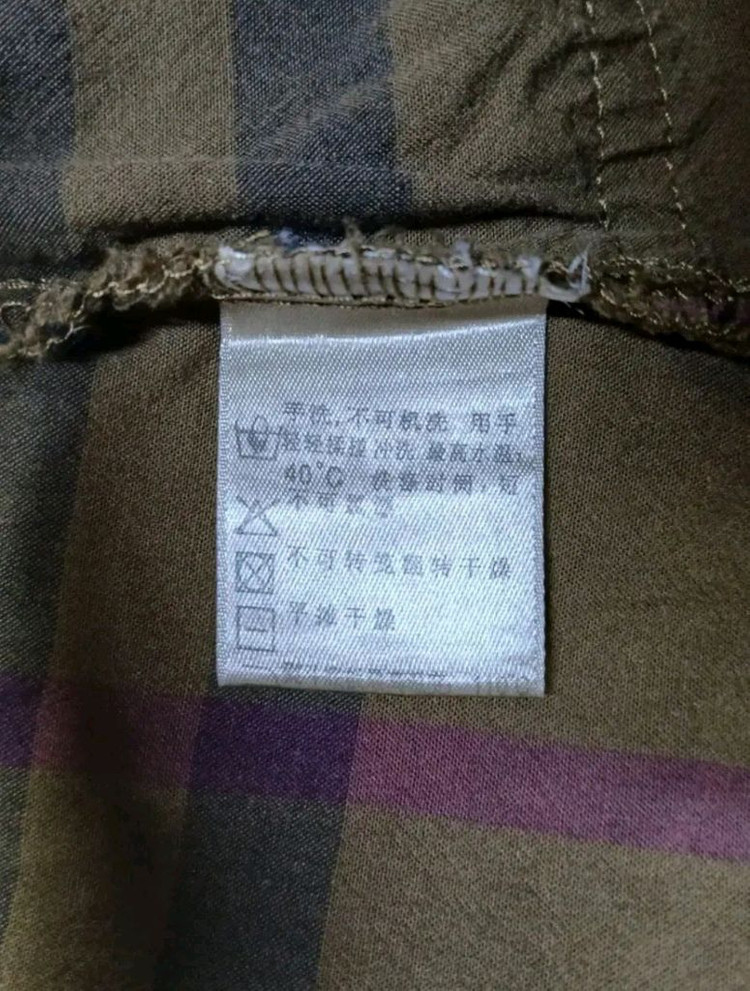 手洗,不可机洗 用手
轻轻揉搓冲洗 最高水温:
40℃ 洗涤时间 短
不可氯漂
不可转笼翻转干燥
平摊干燥